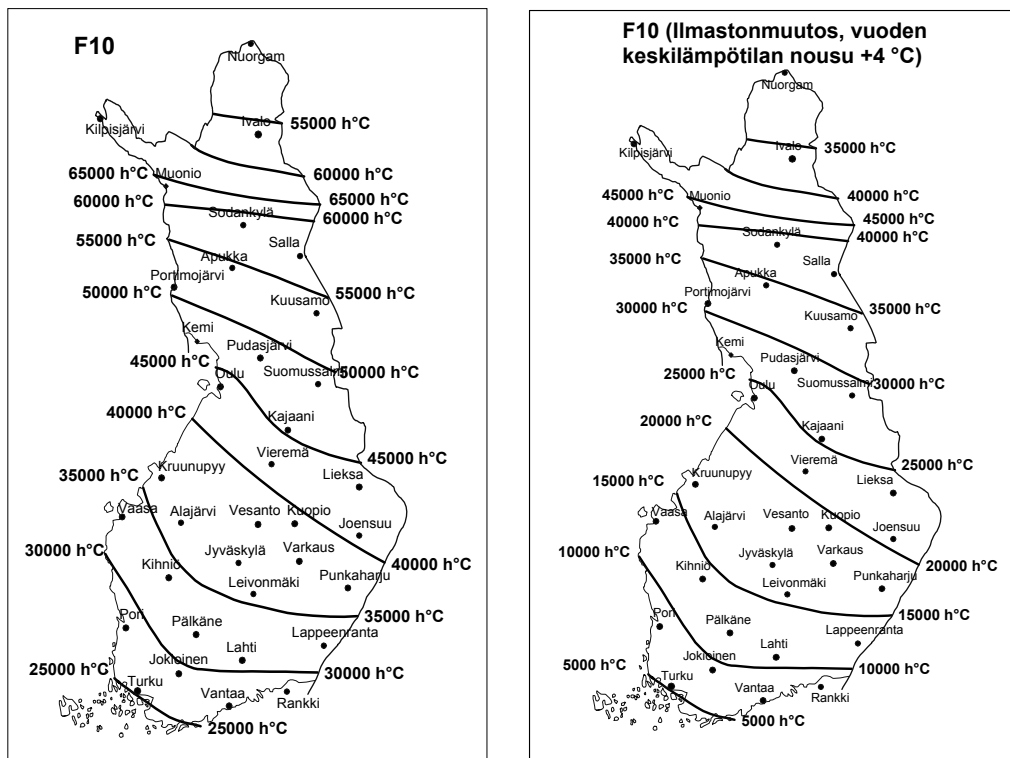 F10
Nuorgam
Kilpisjärvi
Ivalo
55000 h°C
60000 h°C
65000 h°C
Muonio
65000 h°C
60000 h°C
60000 h°C
Sodankylä
55000 h°C
Salla
Apukka
Portimojärvi
50000 h°C
55000 h°C
Kuusamo
Kemi
Pudasjärvi
45000 h°C
50000 h°C
Oulu
Suomussalmi
40000 h°C
Kajaani
Vieremä
45000 h°C
Kruunupyy
35000 h°C
Lieksa
Vaasa
Alajärvi
Vesanto
Kuopio
Joensuu
30000 h°C
Jyväskylä
Varkaus
40000 h°C
Kihniö
Leivonmäki
Punkaharju
35000 h°C
Pori
Pälkäne
Lappeenranta
Lahti
Jokioinen
30000 h°C
25000 h°C
Turku
Vantaa
Rankki
25000 h°C
F10 (Ilmastonmuutos, vuoden
keskilämpötilan nousu +4 °C)
Nuorgam
Kilpisjärvi
Ivalo
35000 h°C
40000 h°C
45000 h°C
Muonio
45000 h°C
40000 h°C
40000 h°C
Sodankylä
35000 h°C
Salla
Apukka
Portimojärvi
30000 h°C
35000 h°C
Kuusamo
Kemi
Pudasjärvi
25000 h°C
30000 h°C
Oulu
Suomussalmi
20000 h°C
Kajaani
Vieremä
25000 h°C
Kruunupyy
15000 h°C
Lieksa
Vaasa
Alajärvi
Vesanto
Kuopio
Joensuu
10000 h°C
Jyväskylä
Varkaus
20000 h°C
Kihniö
Leivonmäki
Punkaharju
15000 h°C
Pori
Pälkäne
Lappeenranta
Lahti
Jokioinen
10000 h°C
5000 h°C
Turku
Vantaa
Rankki
5000 h°C